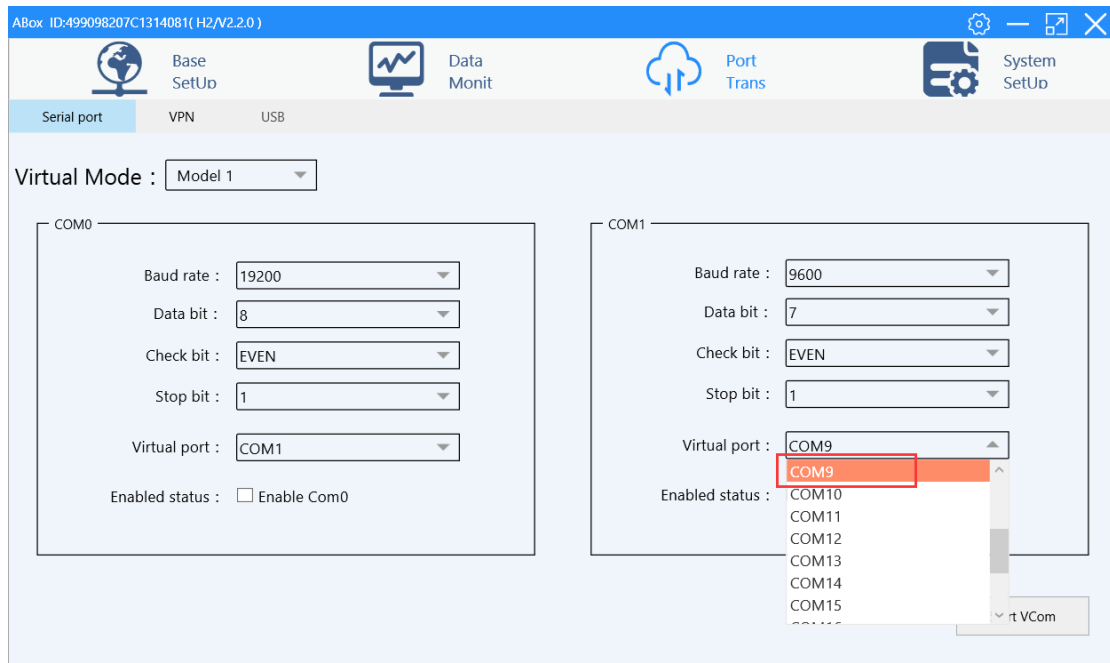 ABox ID:499098207C1314081( H2/V2.2.0 )
Base
SetUp
Data
Monit
Port
Trans
System
SetUp
Serial port VPN USB
Virtual Mode : Model 1
COM0
Baud rate : 19200
Data bit : 8
Check bit : EVEN
Stop bit : 1
Virtual port : COM1
Enabled status : Enable Com0
COM1
Baud rate : 9600
Data bit : 7
Check bit : EVEN
Stop bit : 1
Virtual port : COM9
COM9
Enabled status : COM10
COM11
COM12
COM13
COM14
COM15
rt VCom